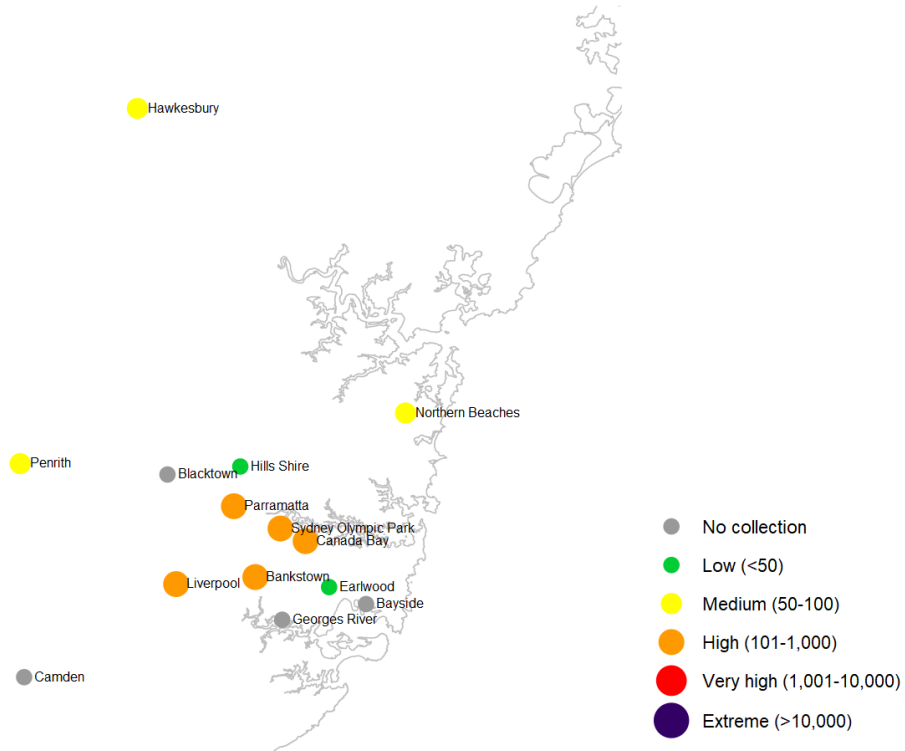 Hawkesbury
Northern Beaches
Penrith
Hills Shire
Blacktown
Parramatta
Sydney Olympic Park
Canada Bay
Bankstown
Liverpool
Earlwood
Bayside
Georges River
Camden
No collection
Low (<50)
Medium (50-100)
High (101-1,000)
Very high (1,001-10,000)
Extreme (>10,000)